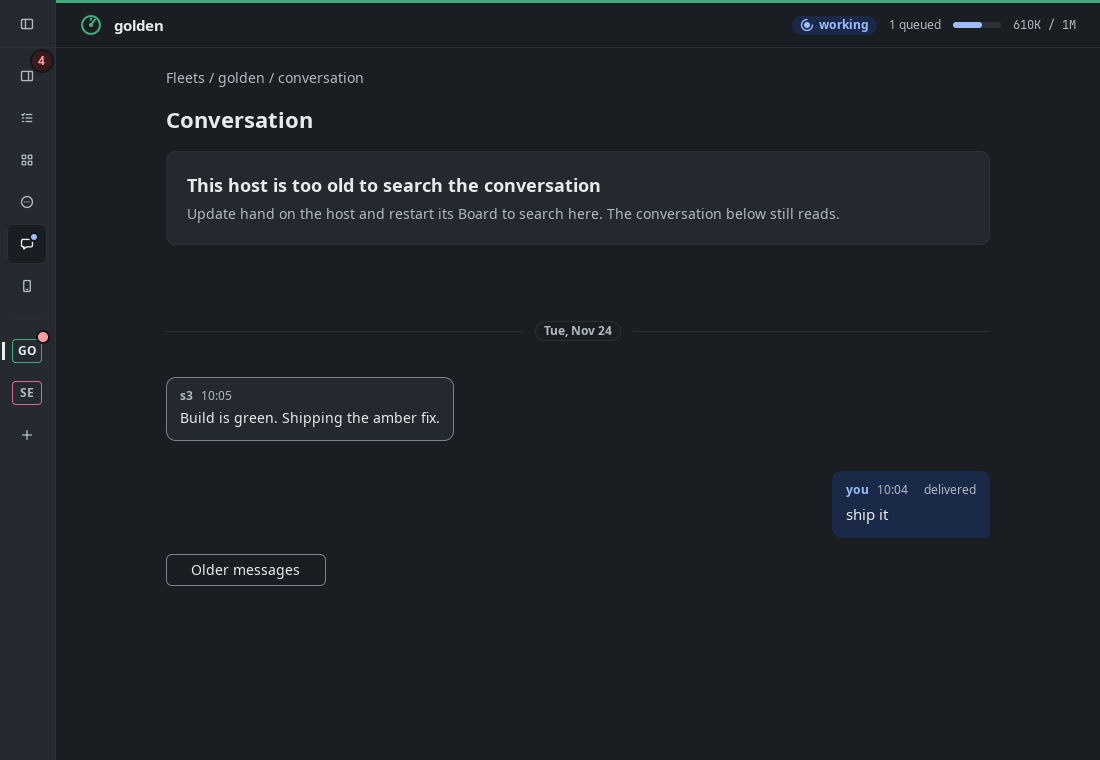 golden
working
1 queued
610K / 1M
4
Fleets / golden / conversation
Conversation
This host is too old to search the conversation
Update hand on the host and restart its Board to search here. The conversation below still reads.
Tue, Nov 24
GO
SE
s3 10:05
Build is green. Shipping the amber fix.
you 10:04 delivered
ship it
Older messages